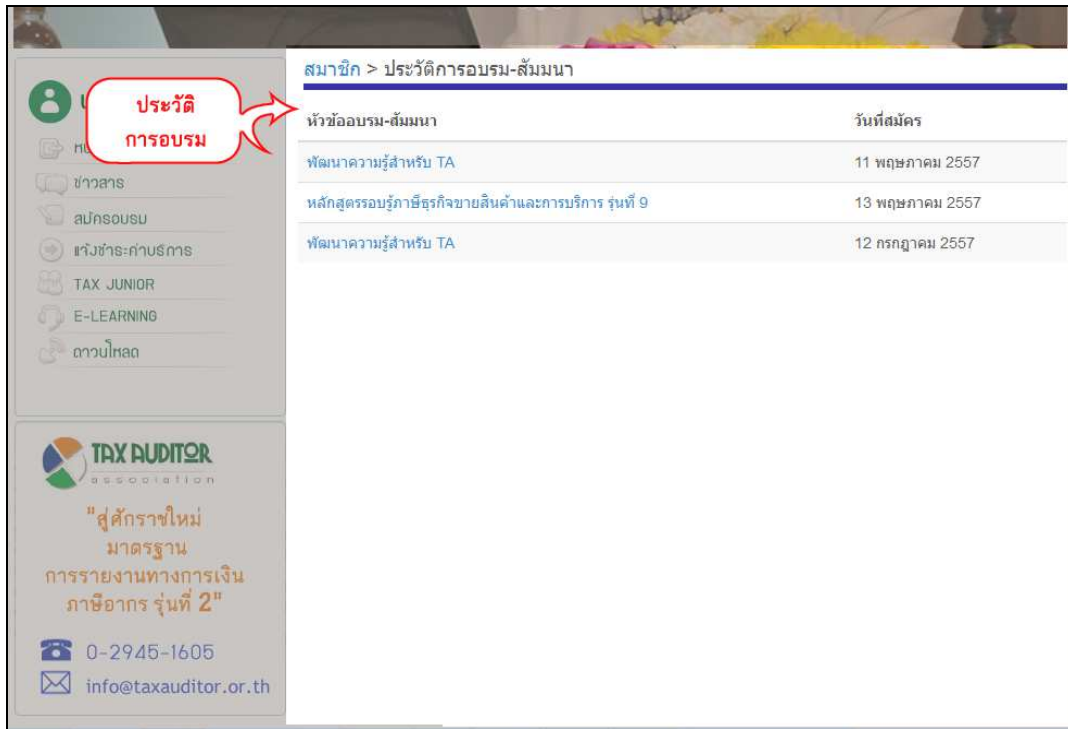 สมาชิก > ประวัติการอบรม-สัมมนา
ประวัติ
การอบรม
หัวข้ออบรม-สัมมนา วันที่สมัคร
พัฒนาความรู้สำหรับ TA 11 พฤษภาคม 2557
หลักสูตรรอบรู้ภาษีธุรกิจขายสินค้าและการบริการ รุ่นที่ 9 13 พฤษภาคม 2557
พัฒนาความรู้สำหรับ TA 12 กรกฎาคม 2557
ข่าวสาร
สมัครอบรม
แจ้งชำระค่าบริการ
TAX JUNIOR
E-LEARNING
ดาวน์โหลด
TAX AUDITOR
association
"สู่ศักราชใหม่
มาตรฐาน
การรายงานทางการเงิน
ภาษีอากร รุ่นที่ 2"
0-2945-1605
info@taxauditor.or.th